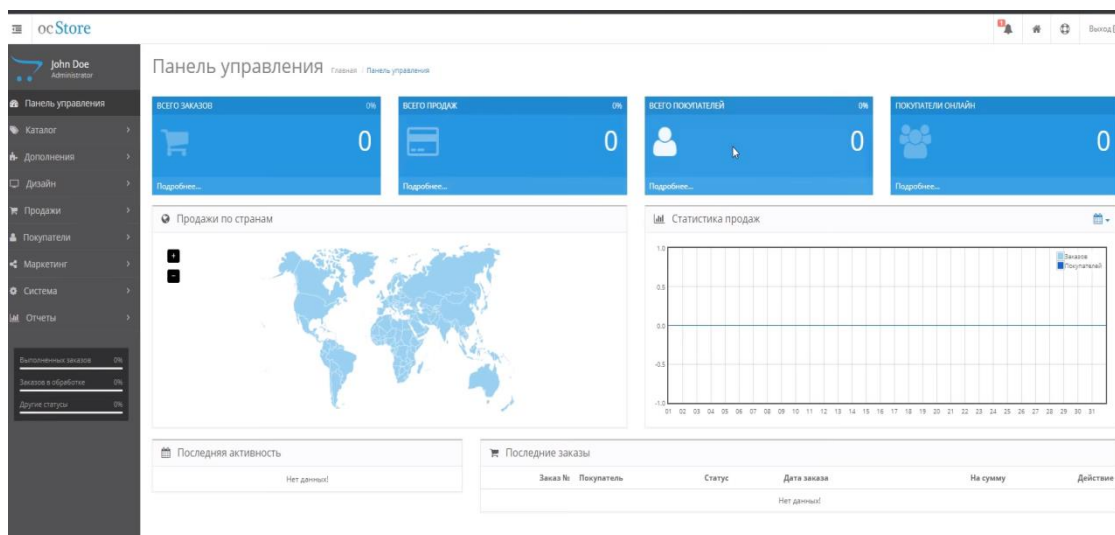 ocStore
1
Выход
John Doe
Administrator
Панель управления
Каталог
Дополнения
Дизайн
Продажи
Покупатели
Маркетинг
Система
Отчеты
Выполненных заказов 0%
Заказов в обработке 0%
Другие статусы 0%
Панель управления Главная Панель управления
ВСЕГО ЗАКАЗОВ 0%
0
Подробнее...
ВСЕГО ПРОДАЖ 0%
0
Подробнее...
ВСЕГО ПОКУПАТЕЛЕЙ 0%
0
Подробнее...
ПОКУПАТЕЛИ ОНЛАЙН
0
Подробнее...
Продажи по странам
+
-
Статистика продаж
Заказов
Покупателей
1.0
0.5
0.0
-0.5
-1.0
01 02 03 04 05 06 07 08 09 10 11 12 13 14 15 16 17 18 19 20 21 22 23 24 25 26 27 28 29 30 31
Последняя активность
Нет данных!
Последние заказы
Заказ № Покупатель Статус Дата заказа На сумму Действие
Нет данных!